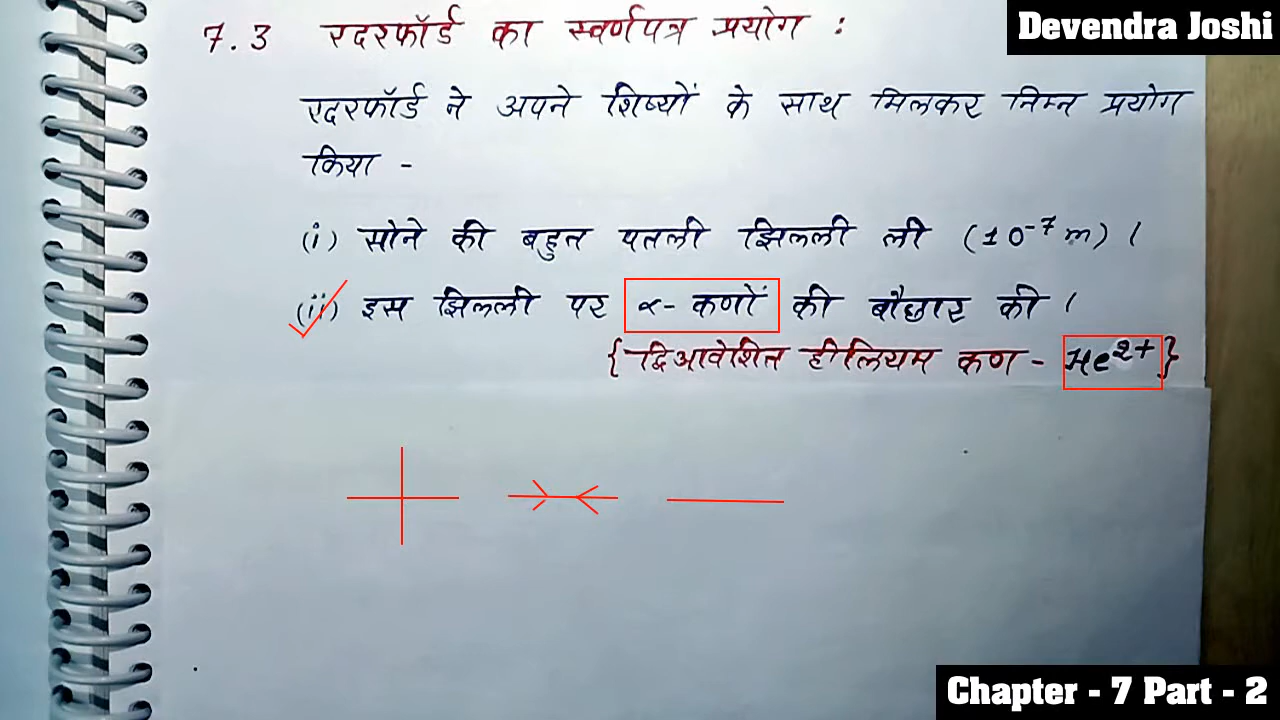 Devendra Joshi
7.3 रदरफॉर्ड का स्वर्णपत्र प्रयोग :
रदरफॉर्ड ने अपने शिष्यों के साथ मिलकर निम्न प्रयोग
किया -
(i) सोने की बहुत पतली झिल्ली ली (10⁻⁷ m) ।
(ii) इस झिल्ली पर α- कणों की बौछार की ।
{ द्विआवेशित हीलियम कण - He²⁺}
Chapter - 7 Part - 2